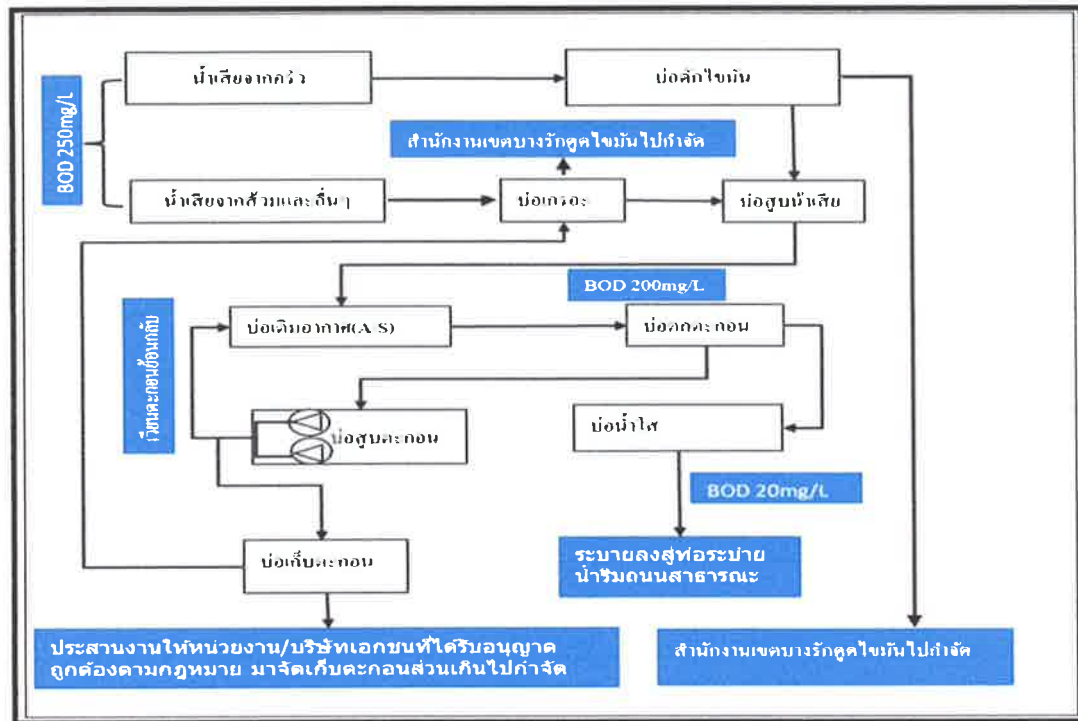 น้ำเสียจากครัว
บ่อดักไขมัน
BOD 250mg/L
สำนักงานเขตบางรักดูดไขมันไปกำจัด
น้ำเสียจากส้วมและอื่นๆ
บ่อเกรอะ
บ่อสูบน้ำเสีย
BOD 200mg/L
บ่อเติมอากาศ(A/S)
บ่อตกตะกอน
เวียนตะกอนย้อนกลับ
บ่อสูบตะกอน
บ่อน้ำใส
BOD 20mg/L
บ่อเก็บตะกอน
ระบายลงสู่ท่อระบาย
น้ำริมถนนสาธารณะ
ประสานงานให้หน่วยงาน/บริษัทเอกชนที่ได้รับอนุญาต
ถูกต้องตามกฎหมาย มาจัดเก็บตะกอนส่วนเกินไปกำจัด
สำนักงานเขตบางรักดูดไขมันไปกำจัด